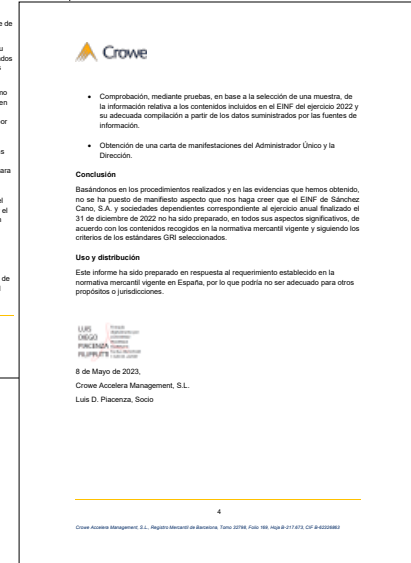 Crowe
• Comprobación, mediante pruebas, en base a la selección de una muestra, de
la información relativa a los contenidos incluidos en el EINF del ejercicio 2022 y
su adecuada compilación a partir de los datos suministrados por las fuentes de
información.
• Obtención de una carta de manifestaciones del Administrador Único y la
Dirección.
Conclusión
Basándonos en los procedimientos realizados y en las evidencias que hemos obtenido,
no se ha puesto de manifiesto aspecto que nos haga creer que el EINF de Sánchez
Cano, S.A. y sociedades dependientes correspondiente al ejercicio anual finalizado el
31 de diciembre de 2022 no ha sido preparado, en todos sus aspectos significativos, de
acuerdo con los contenidos recogidos en la normativa mercantil vigente y siguiendo los
criterios de los estándares GRI seleccionados.
Uso y distribución
Este informe ha sido preparado en respuesta al requerimiento establecido en la
normativa mercantil vigente en España, por lo que podría no ser adecuado para otros
propósitos o jurisdicciones.
LUIS
DIEGO
PIACENZA
FILIPPUTTI
8 de Mayo de 2023,
Crowe Accelera Management, S.L.
Luis D. Piacenza, Socio
4
Crowe Accelera Management, S.L., Registro Mercantil de Barcelona, Tomo 32798, Folio 169, Hoja B-217.673, CIF B-62229863